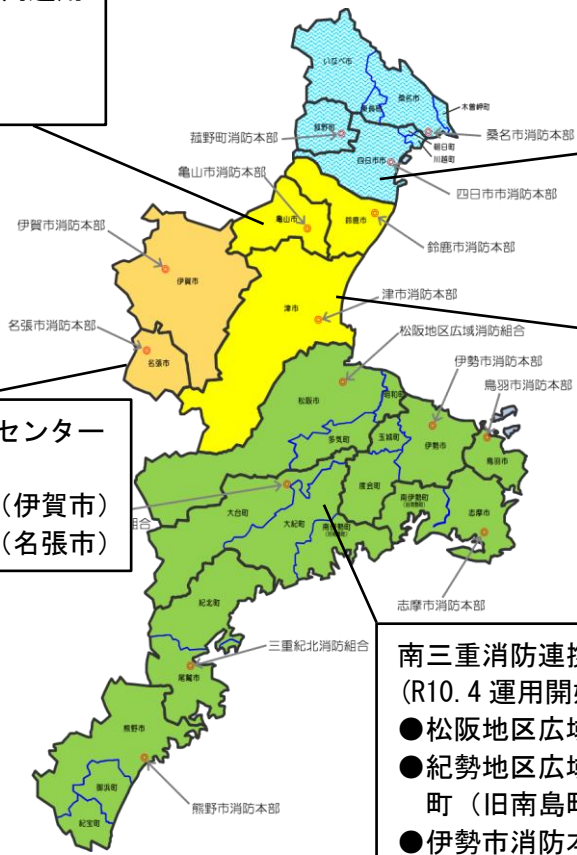 いなべ市
桑名市
木曽岬町
東員町
菰野町
朝日町
川越町
四日市市
菰野町消防本部
桑名市消防本部
亀山市消防本部
四日市市消防本部
伊賀市消防本部
亀山市
鈴鹿市
鈴鹿市消防本部
伊賀市
津市
津市消防本部
名張市消防本部
名張市
松阪地区広域消防組合
伊勢市消防本部
鳥羽市消防本部
松阪市
明和町
多気町
玉城町
伊勢市
鳥羽市
センター
(伊賀市)
(名張市)
組合
大台町
大紀町
度会町
南伊勢町
南伊勢町
志摩市
志摩市消防本部
紀北町
三重紀北消防組合
尾鷲市
熊野市
御浜町
紀宝町
熊野市消防本部
南三重消防連
(R10.4 運用開
●松阪地区広域
●紀勢地区広域
町(旧南島町
●伊勢市消防本